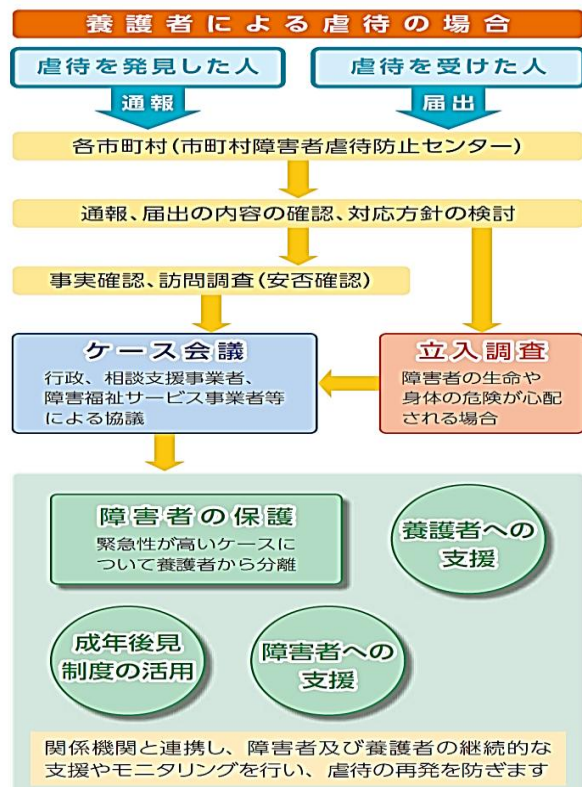 養護者による虐待の場合
虐待を発見した人
虐待を受けた人
通報
届出
各市町村(市町村障害者虐待防止センター)
通報、届出の内容の確認、対応方針の検討
事実確認、訪問調査(安否確認)
ケース会議
行政、相談支援事業者、
障害福祉サービス事業者等
による協議
立入調査
障害者の生命や
身体の危険が心配
される場合
障害者の保護
緊急性が高いケースに
ついて養護者から分離
養護者への
支援
成年後見
制度の活用
障害者への
支援
関係機関と連携し、障害者及び養護者の継続的な
支援やモニタリングを行い、虐待の再発を防ぎます